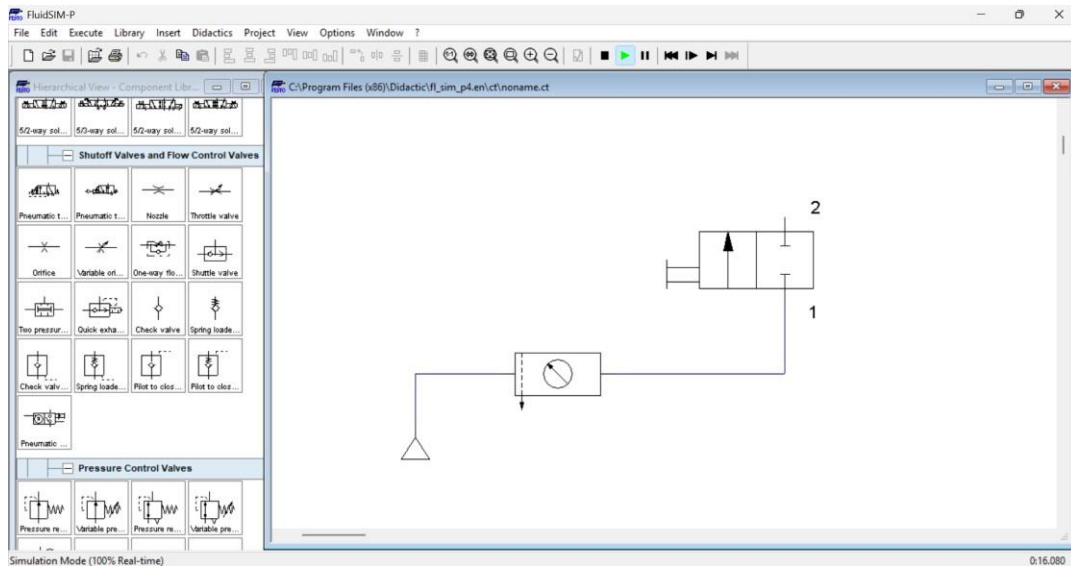 FluidSIM-P
File Edit Execute Library Insert Didactics Project View Options Window ?
Hierarchical View - Component Libr...
5/2-way sol... 5/3-way sol... 5/2-way sol... 5/2-way sol...
Shutoff Valves and Flow Control Valves
Pneumatic t... Pneumatic t... Nozzle Throttle valve
Orifice Variable ori... One-way flo... Shuttle valve
Two pressur... Quick exha... Check valve Spring loade...
Check valv... Spring loade... Pilot to clos... Pilot to clos...
Pneumatic ...
Pressure Control Valves
Pressure re... Variable pre... Pressure re... Variable pre...
C:\Program Files (x86)\Didactic\fl_sim_p4.en\ct\noname.ct
2
1
Simulation Mode (100% Real-time)
0:16.080